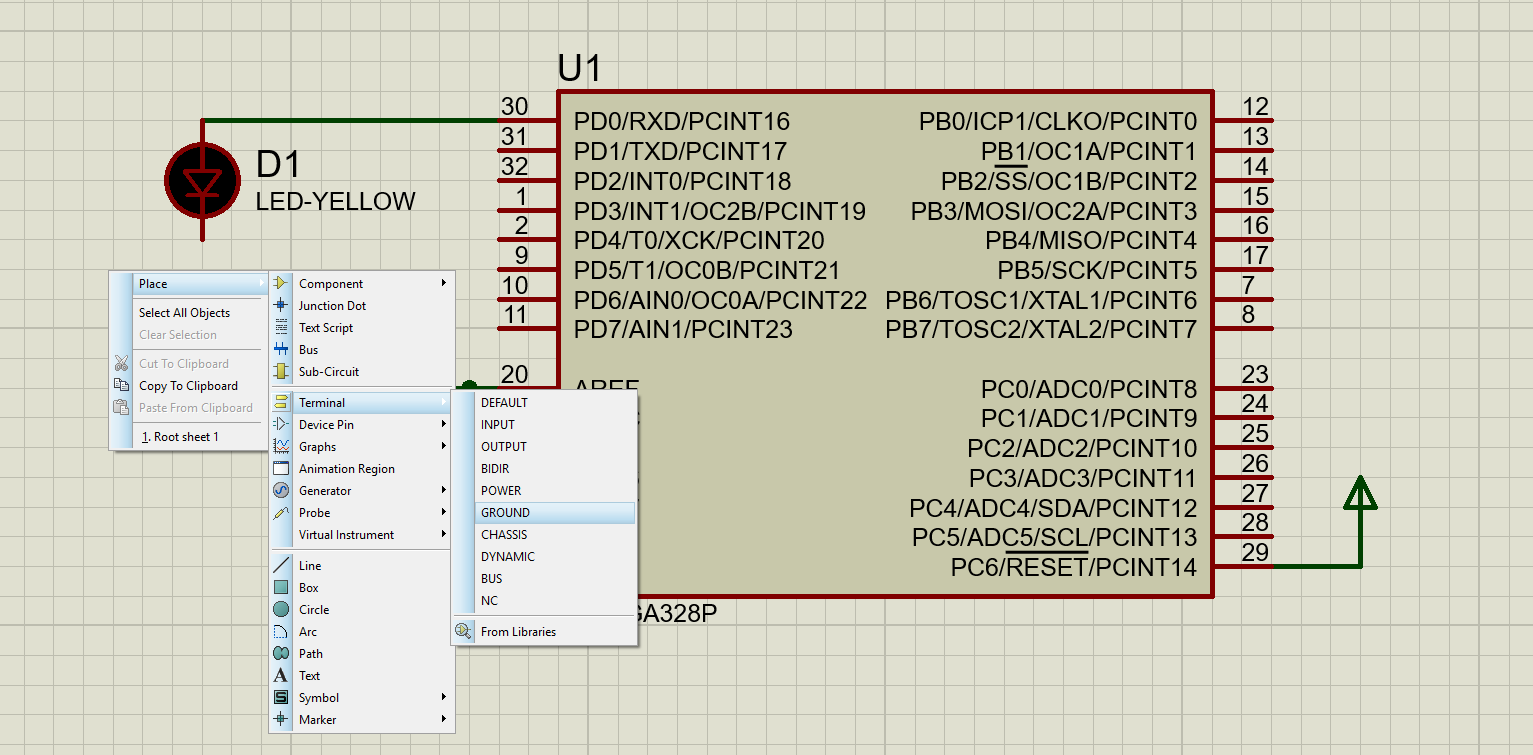 U1
30
PD0/RXD/PCINT16
PB0/ICP1/CLKO/PCINT0
12
31
PD1/TXD/PCINT17
PB1/OC1A/PCINT1
13
32
PD2/INT0/PCINT18
PB2/SS/OC1B/PCINT2
14
1
PD3/INT1/OC2B/PCINT19
PB3/MOSI/OC2A/PCINT3
15
2
PD4/T0/XCK/PCINT20
PB4/MISO/PCINT4
16
9
PD5/T1/OC0B/PCINT21
PB5/SCK/PCINT5
17
10
PD6/AIN0/OC0A/PCINT22
PB6/TOSC1/XTAL1/PCINT6
7
11
PD7/AIN1/PCINT23
PB7/TOSC2/XTAL2/PCINT7
8
20
AREF
PC0/ADC0/PCINT8
23
PC1/ADC1/PCINT9
24
PC2/ADC2/PCINT10
25
PC3/ADC3/PCINT11
26
PC4/ADC4/SDA/PCINT12
27
PC5/ADC5/SCL/PCINT13
28
PC6/RESET/PCINT14
29
GA328P
D1
LED-YELLOW
Place
Select All Objects
Clear Selection
Cut To Clipboard
Copy To Clipboard
Paste From Clipboard
1. Root sheet 1
Component
Junction Dot
Text Script
Bus
Sub-Circuit
Terminal
Device Pin
Graphs
Animation Region
Generator
Probe
Virtual Instrument
Line
Box
Circle
Arc
Path
Text
Symbol
Marker
DEFAULT
INPUT
OUTPUT
BIDIR
POWER
GROUND
CHASSIS
DYNAMIC
BUS
NC
From Libraries